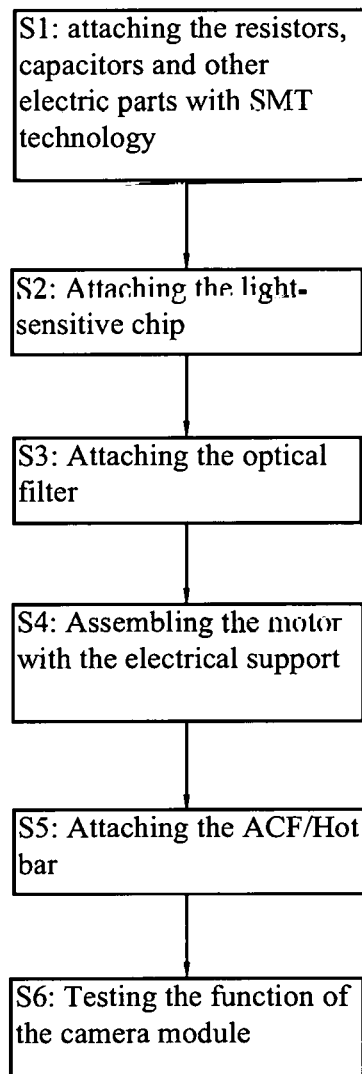 S1: attaching the resistors,
capacitors and other
electric parts with SMT
technology
S2: Attaching the light-
sensitive chip
S3: Attaching the optical
filter
S4: Assembling the motor
with the electrical support
S5: Attaching the ACF/Hot
bar
S6: Testing the function of
the camera module